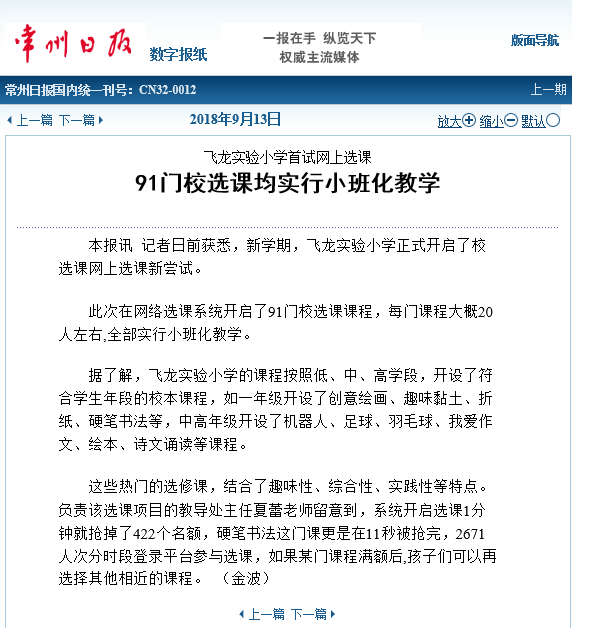 常州日报 数字报纸
一报在手 纵览天下
权威主流媒体
版面导航
常州日报国内统一刊号：CN32-0012 上一期
上一篇 下一篇 2018年9月13日 放大 缩小 默认
飞龙实验小学首试网上选课
91门校选课均实行小班化教学
本报讯 记者日前获悉，新学期，飞龙实验小学正式开启了校
选课网上选课新尝试。
此次在网络选课系统开启了91门校选课课程，每门课程大概20
人左右,全部实行小班化教学。
据了解，飞龙实验小学的课程按照低、中、高学段，开设了符
合学生年段的校本课程，如一年级开设了创意绘画、趣味黏土、折
纸、硬笔书法等，中高年级开设了机器人、足球、羽毛球、我爱作
文、绘本、诗文诵读等课程。
这些热门的选修课，结合了趣味性、综合性、实践性等特点。
负责该选课项目的教导处主任夏蕾老师留意到，系统开启选课1分
钟就抢掉了422个名额，硬笔书法这门课更是在11秒被抢完，2671
人次分时段登录平台参与选课，如果某门课程满额后,孩子们可以再
选择其他相近的课程。 （金波）
上一篇 下一篇